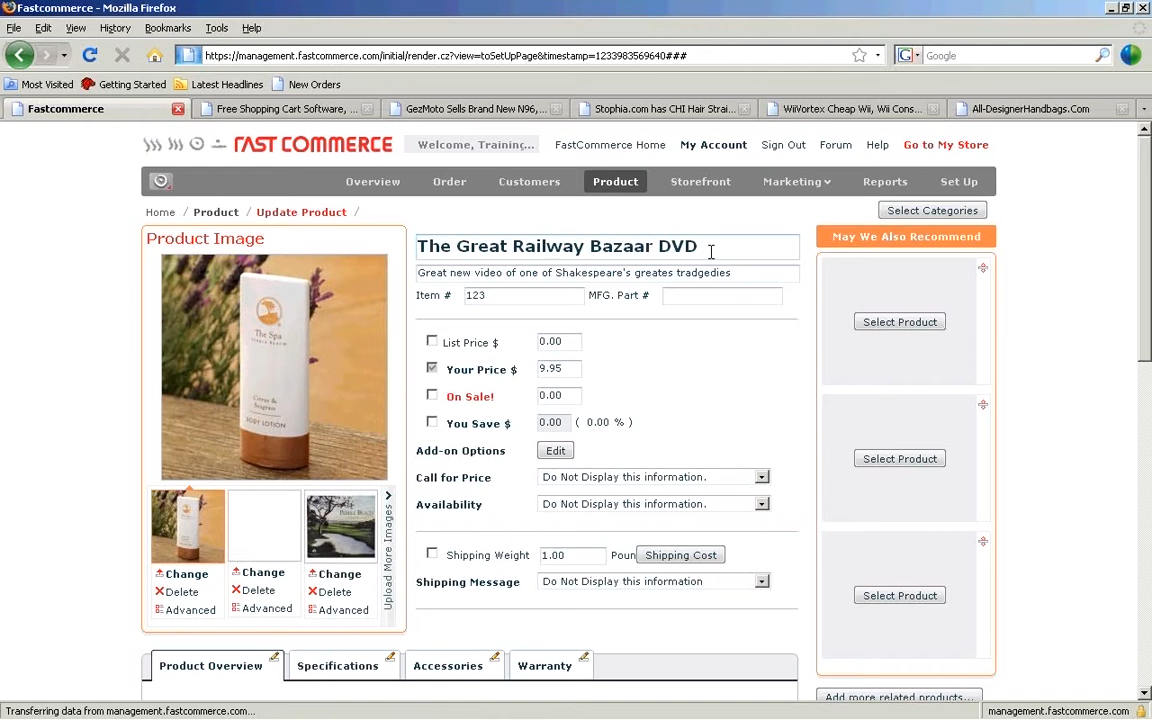 Fastcommerce - Mozilla Firefox
File Edit View History Bookmarks Tools Help
https://management.fastcommerce.com/initial/render.cz?view=toSetUpPage&timestamp=1233983569640###
Google
Most Visited Getting Started Latest Headlines New Orders
Fastcommerce
Free Shopping Cart Software, ...
GezMoto Sells Brand New N96,...
Stophia.com has CHI Hair Strai...
WiiVortex Cheap Wii, Wii Cons...
All-DesignerHandbags.Com
FAST COMMERCE
Welcome, Training...
FastCommerce Home My Account Sign Out Forum Help Go to My Store
Overview Order Customers Product Storefront Marketing Reports Set Up
Home / Product / Update Product /
Select Categories
Product Image
The Spa
BODY LOTION
Change
Delete
Advanced
Change
Delete
Advanced
PEBBLE BEACH
Change
Delete
Advanced
Upload More Images
The Great Railway Bazaar DVD
Great new video of one of Shakespeare's greates tradgedies
Item # 123 MFG. Part #
List Price $ 0.00
Your Price $ 9.95
On Sale! 0.00
You Save $ 0.00 ( 0.00 % )
Add-on Options Edit
Call for Price Do Not Display this information.
Availability Do Not Display this information.
Shipping Weight 1.00 Poun Shipping Cost
Shipping Message Do Not Display this information
May We Also Recommend
Select Product
Select Product
Select Product
Add more related products...
Product Overview Specifications Accessories Warranty
Transferring data from management.fastcommerce.com...
management.fastcommerce.com